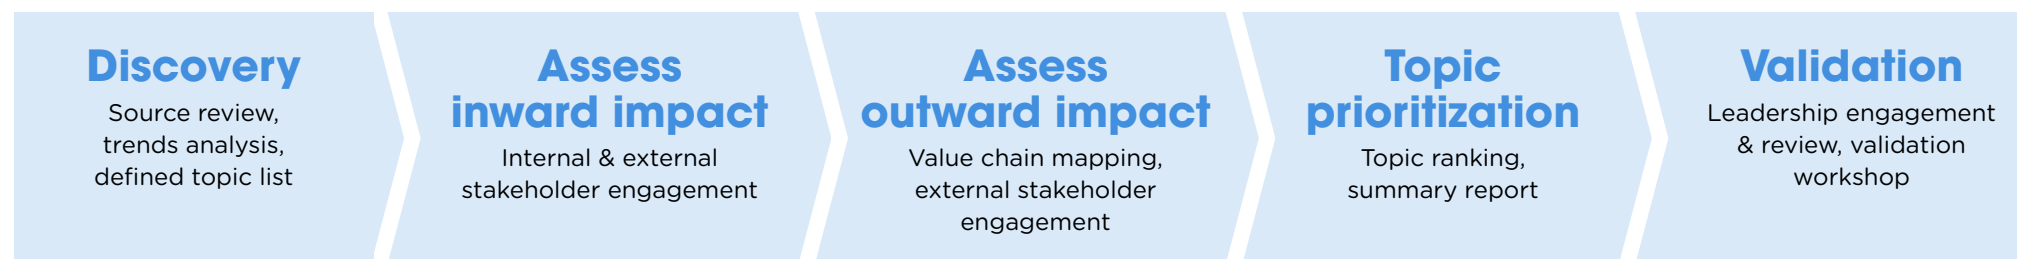 Discovery
Source review,
trends analysis,
defined topic list
Assess
inward impact
Internal & external
stakeholder engagement
Assess
outward impact
Value chain mapping,
external stakeholder
engagement
Topic
prioritization
Topic ranking,
summary report
Validation
Leadership engagement
& review, validation
workshop